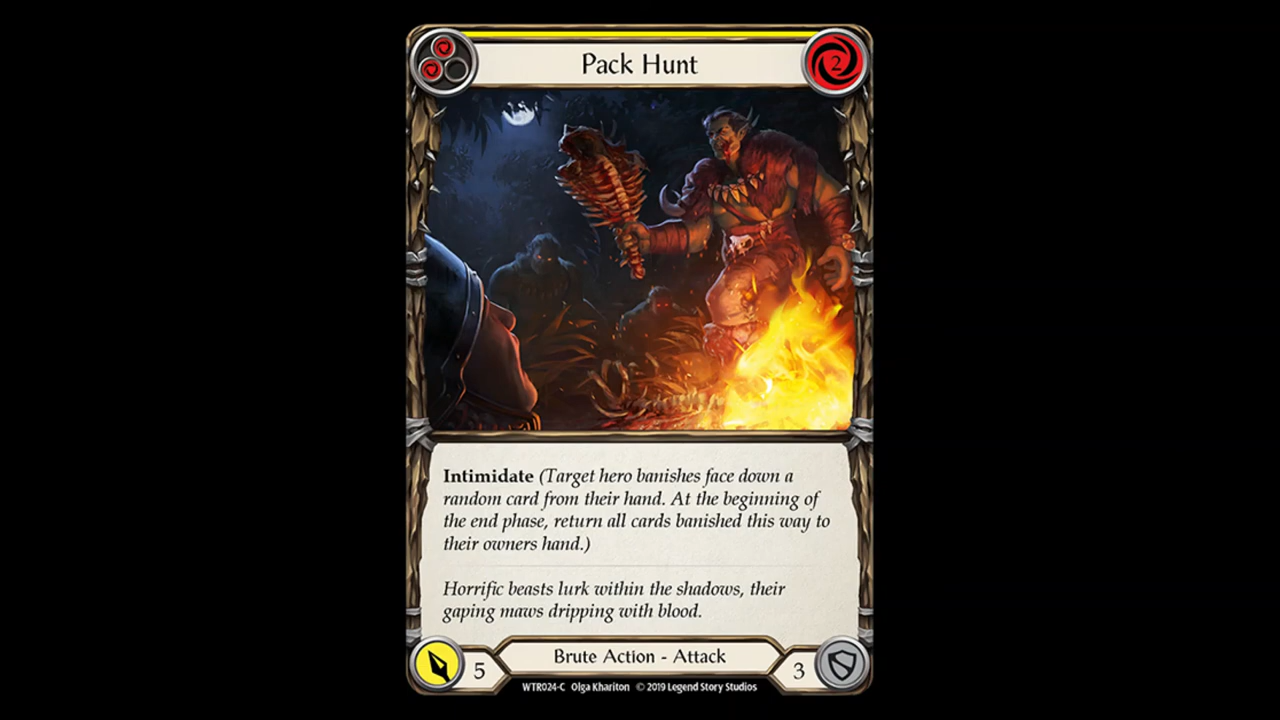 Pack Hunt
2
Intimidate (Target hero banishes face down a
random card from their hand. At the beginning of
the end phase, return all cards banished this way to
their owners hand.)
Horrific beasts lurk within the shadows, their
gaping maws dripping with blood.
5
Brute Action - Attack
3
WTR024-C Olga Khariton © 2019 Legend Story Studios